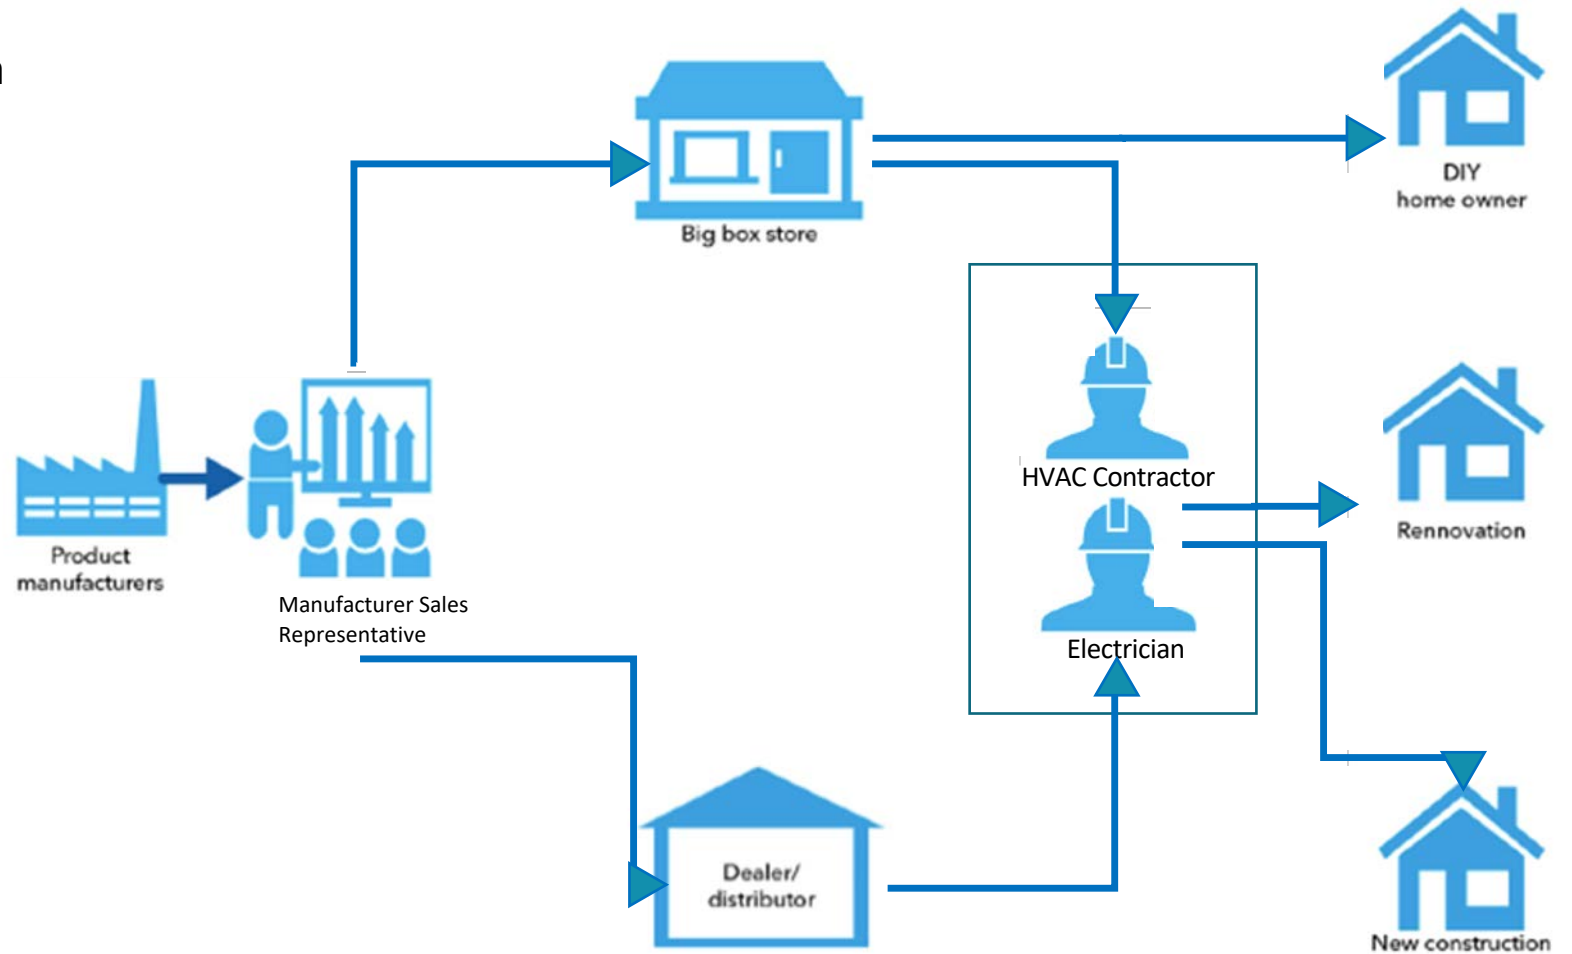 DIY
home owner
Big box store
HVAC Contractor
Product
manufacturers
Manufacturer Sales
Representative
Rennovation
Electrician
Dealer/
distributor
New construction